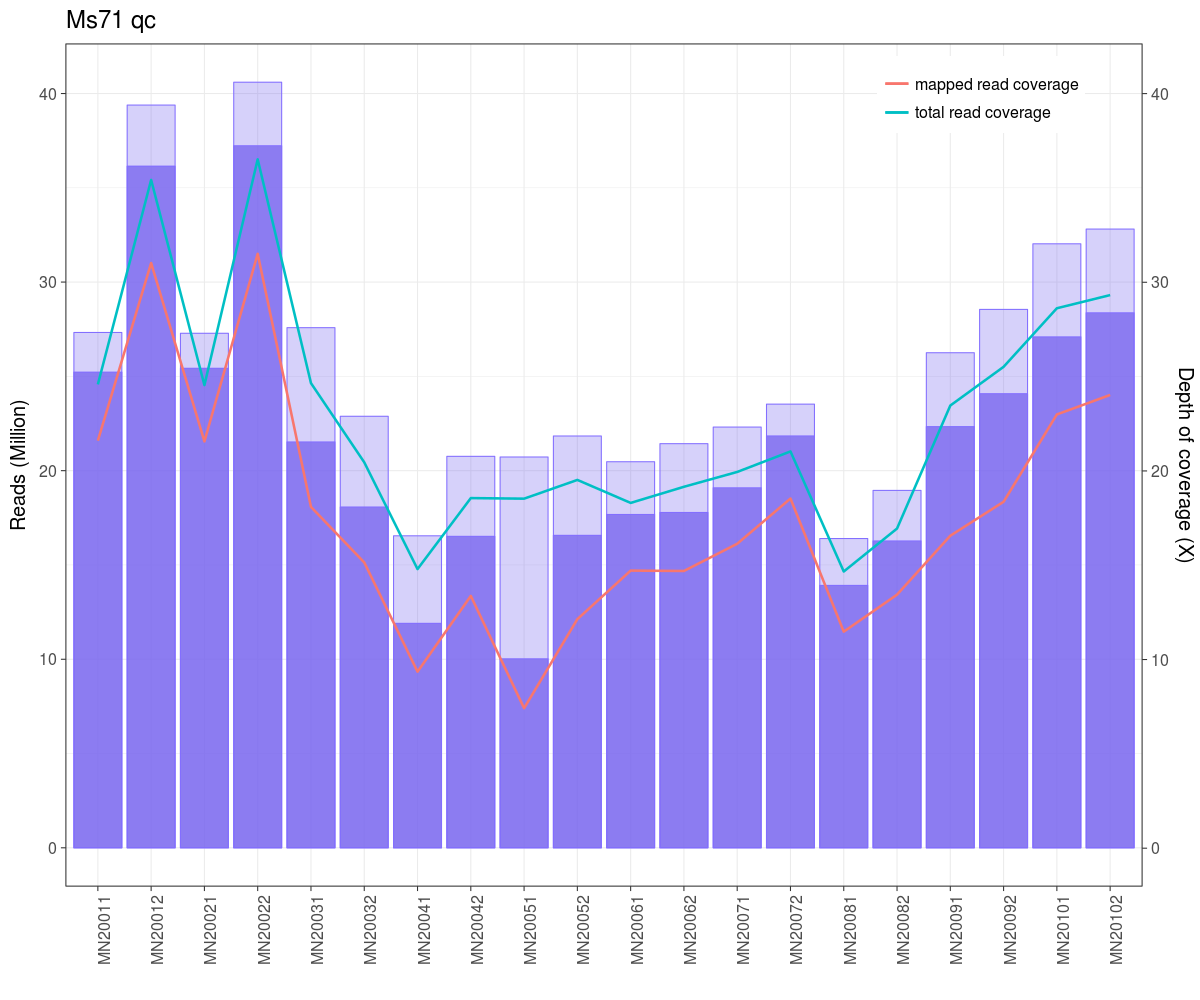 Ms71 qc
mapped read coverage
total read coverage
Reads (Million)
40
30
20
10
0
40
30
20
10
0
Depth of coverage (X)
MN20011
MN20012
MN20021
MN20022
MN20031
MN20032
MN20041
MN20042
MN20051
MN20052
MN20061
MN20062
MN20071
MN20072
MN20081
MN20082
MN20091
MN20092
MN20101
MN20102